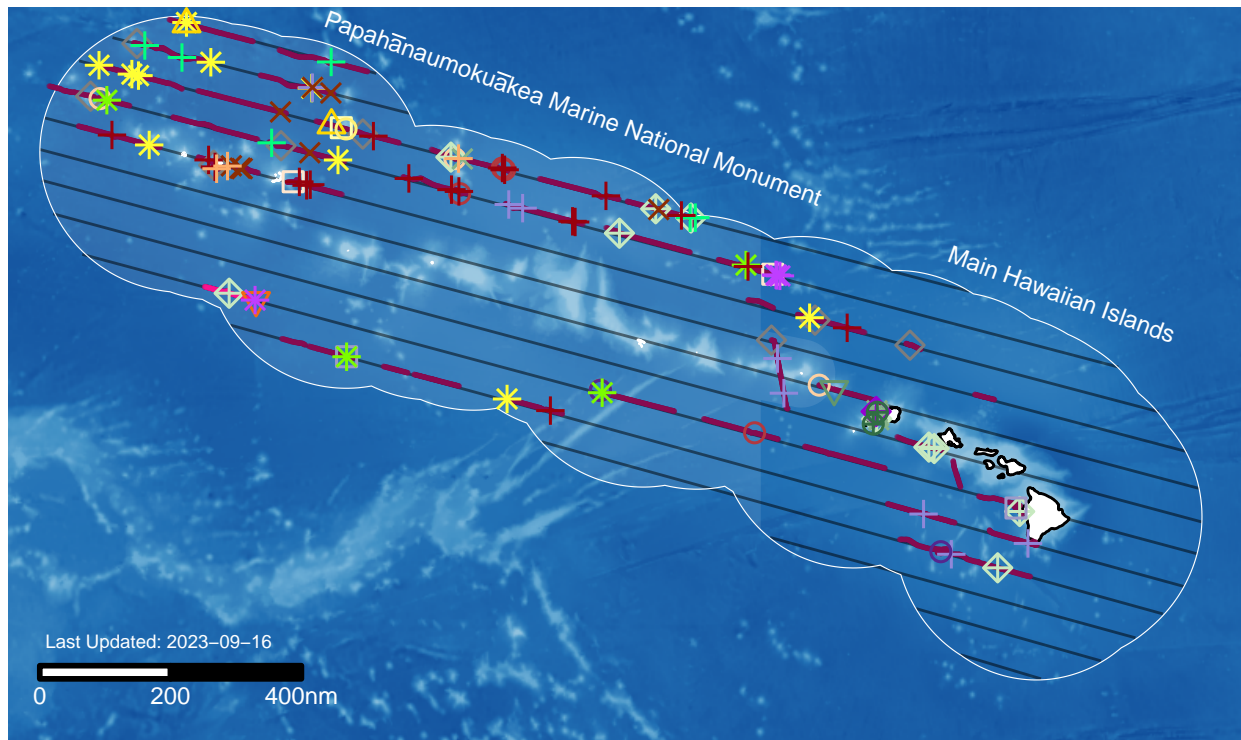 Papahānaumokuākea Marine National Monument
Main Hawaiian Islands
Last Updated: 2023−09−16
0 200 400nm